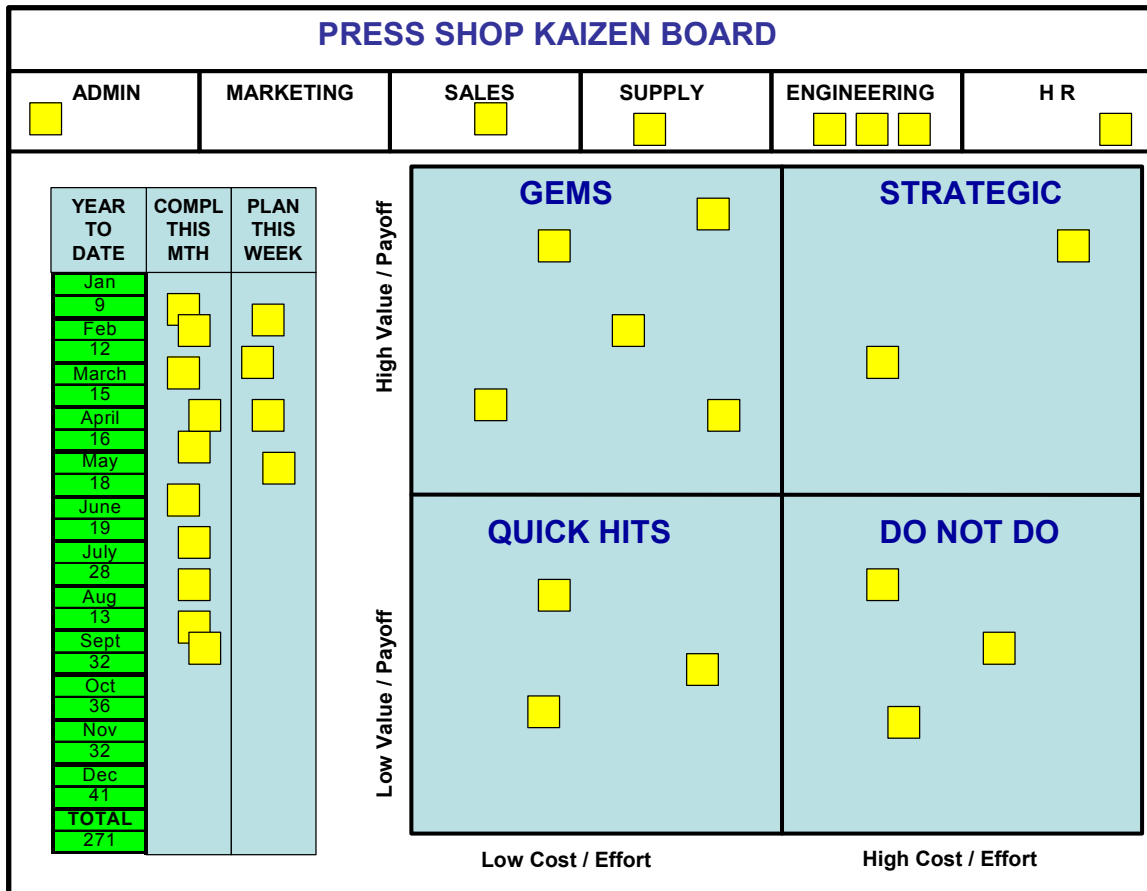 PRESS SHOP KAIZEN BOARD
ADMIN
MARKETING
SALES
SUPPLY
ENGINEERING
H R
YEAR
TO
DATE
COMPL
THIS
MTH
PLAN
THIS
WEEK
Jan
9
Feb
12
March
15
April
16
May
18
June
19
July
28
Aug
13
Sept
32
Oct
36
Nov
32
Dec
41
TOTAL
271
High Value / Payoff
Low Value / Payoff
GEMS
STRATEGIC
QUICK HITS
DO NOT DO
Low Cost / Effort
High Cost / Effort